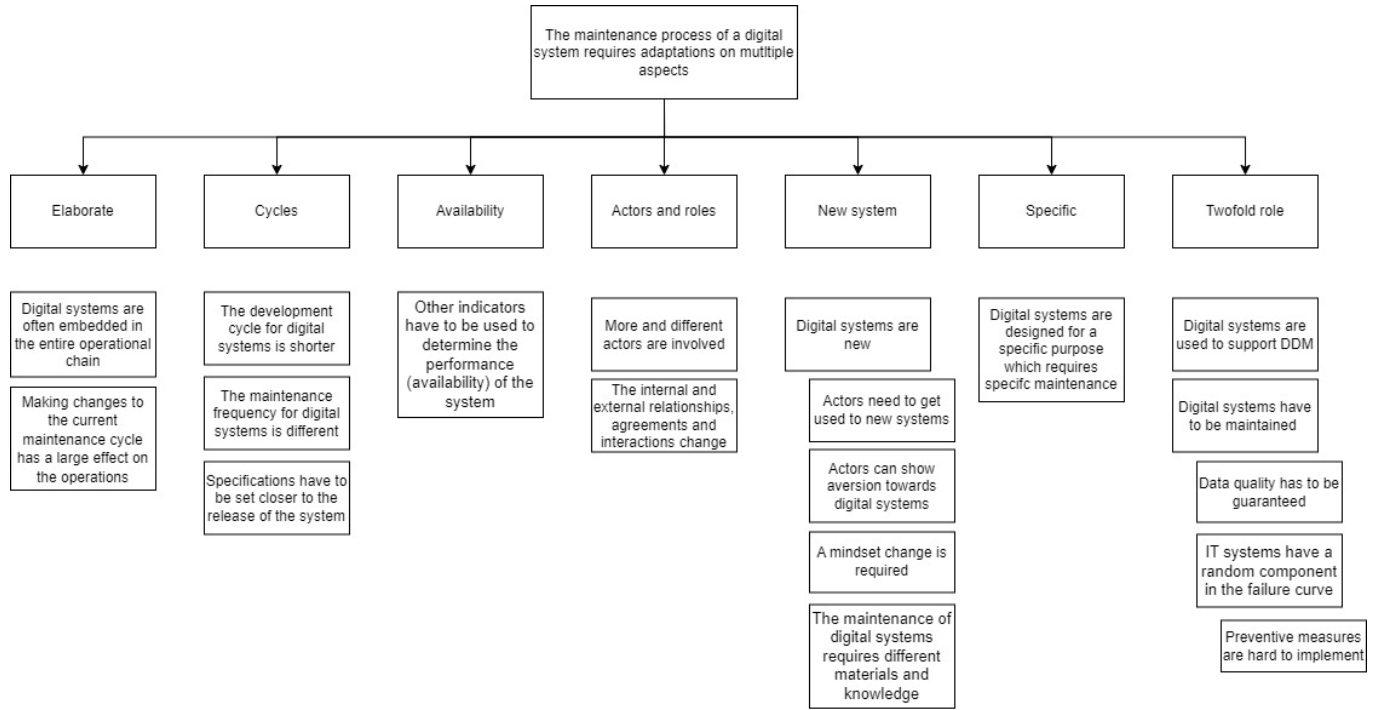 The maintenance process of a digital
system requires adaptations on mutltiple
aspects
Elaborate
Cycles
Availability
Actors and roles
New system
Specific
Twofold role
Digital systems are
often embedded in
the entire operational
chain
Making changes to
the current
maintenance cycle
has a large effect on
the operations
The development
cycle for digital
systems is shorter
The maintenance
frequency for digital
systems is different
Specifications have to
be set closer to the
release of the system
Other indicators
have to be used to
determine the
performance
(availability) of the
system
More and different
actors are involved
The internal and
external relationships,
agreements and
interactions change
Digital systems are
new
Actors need to get
used to new systems
Actors can show
aversion towards
digital systems
A mindset change is
required
The maintenance of
digital systems
requires different
materials and
knowledge
Digital systems are
designed for a
specific purpose
which requires
specifc maintenance
Digital systems are
used to support DDM
Digital systems have
to be maintained
Data quality has to be
guaranteed
IT systems have a
random component
in the failure curve
Preventive measures
are hard to implement